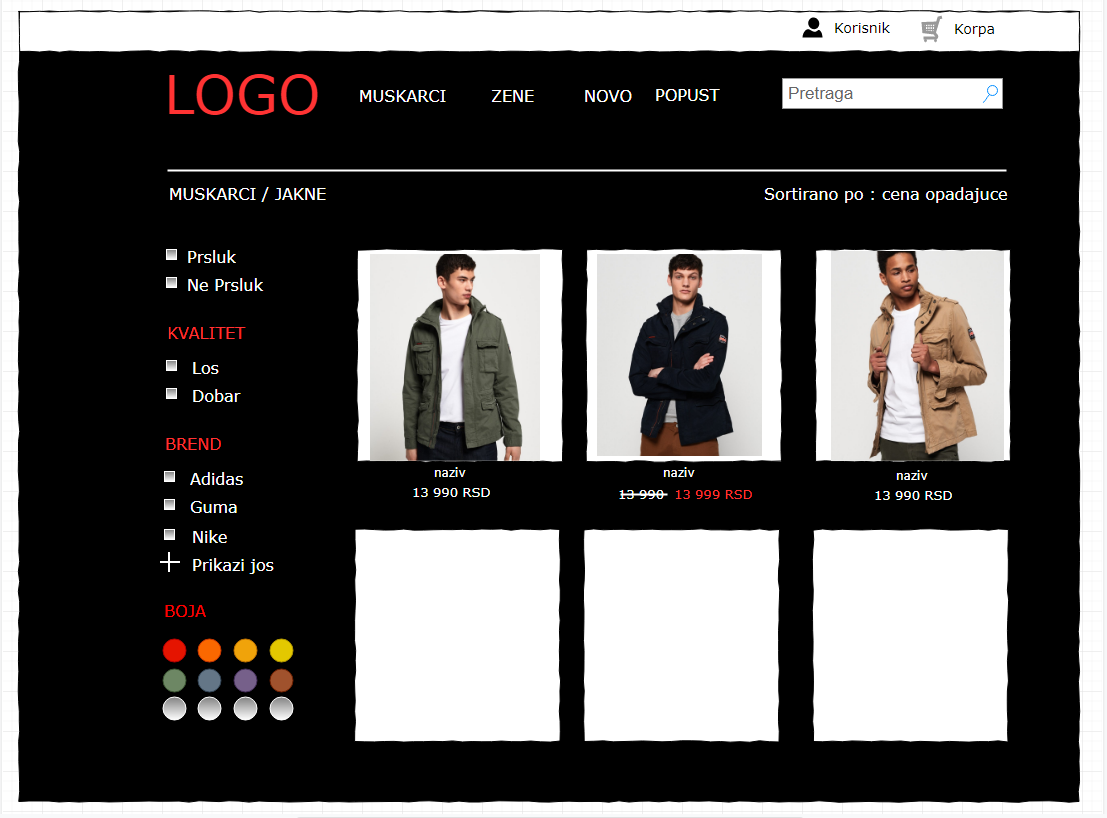 Korisnik Korpa
LOGO MUSKARCI ZENE NOVO POPUST Pretraga
MUSKARCI / JAKNE Sortirano po : cena opadajuce
Prsluk
Ne Prsluk
KVALITET
Los
Dobar
BREND
Adidas
Guma
Nike
Prikazi jos
BOJA
naziv
13 990 RSD
naziv
13 990 13 999 RSD
naziv
13 990 RSD